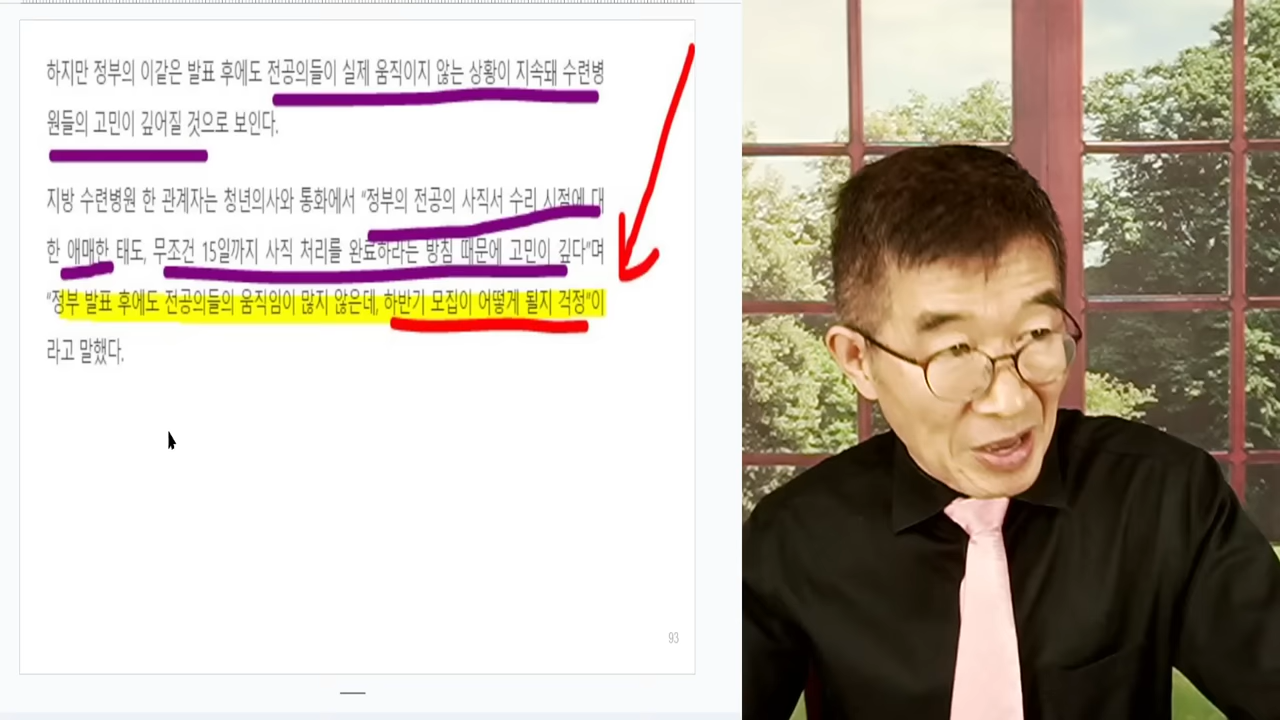 하지만 정부의 이같은 발표 후에도 전공의들이 실제 움직이지 않는 상황이 지속돼 수련병
원들의 고민이 깊어질 것으로 보인다.
지방 수련병원 한 관계자는 청년의사와 통화에서 “정부의 전공의 사직서 수리 시점에 대
한 애매한 태도, 무조건 15일까지 사직 처리를 완료하라는 방침 때문에 고민이 깊다”며
“정부 발표 후에도 전공의들의 움직임이 많지 않은데, 하반기 모집이 어떻게 될지 걱정”이
라고 말했다.
93